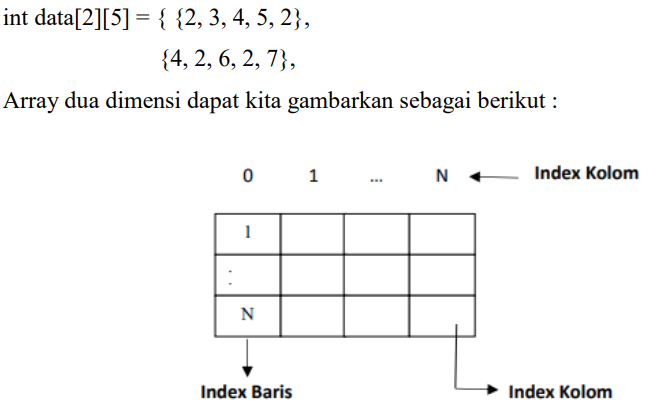 int data[2][5] = { {2, 3, 4, 5, 2},
{4, 2, 6, 2, 7},
Array dua dimensi dapat kita gambarkan sebagai berikut :
0 1 ... N Index Kolom
1
:
N
Index Baris Index Kolom